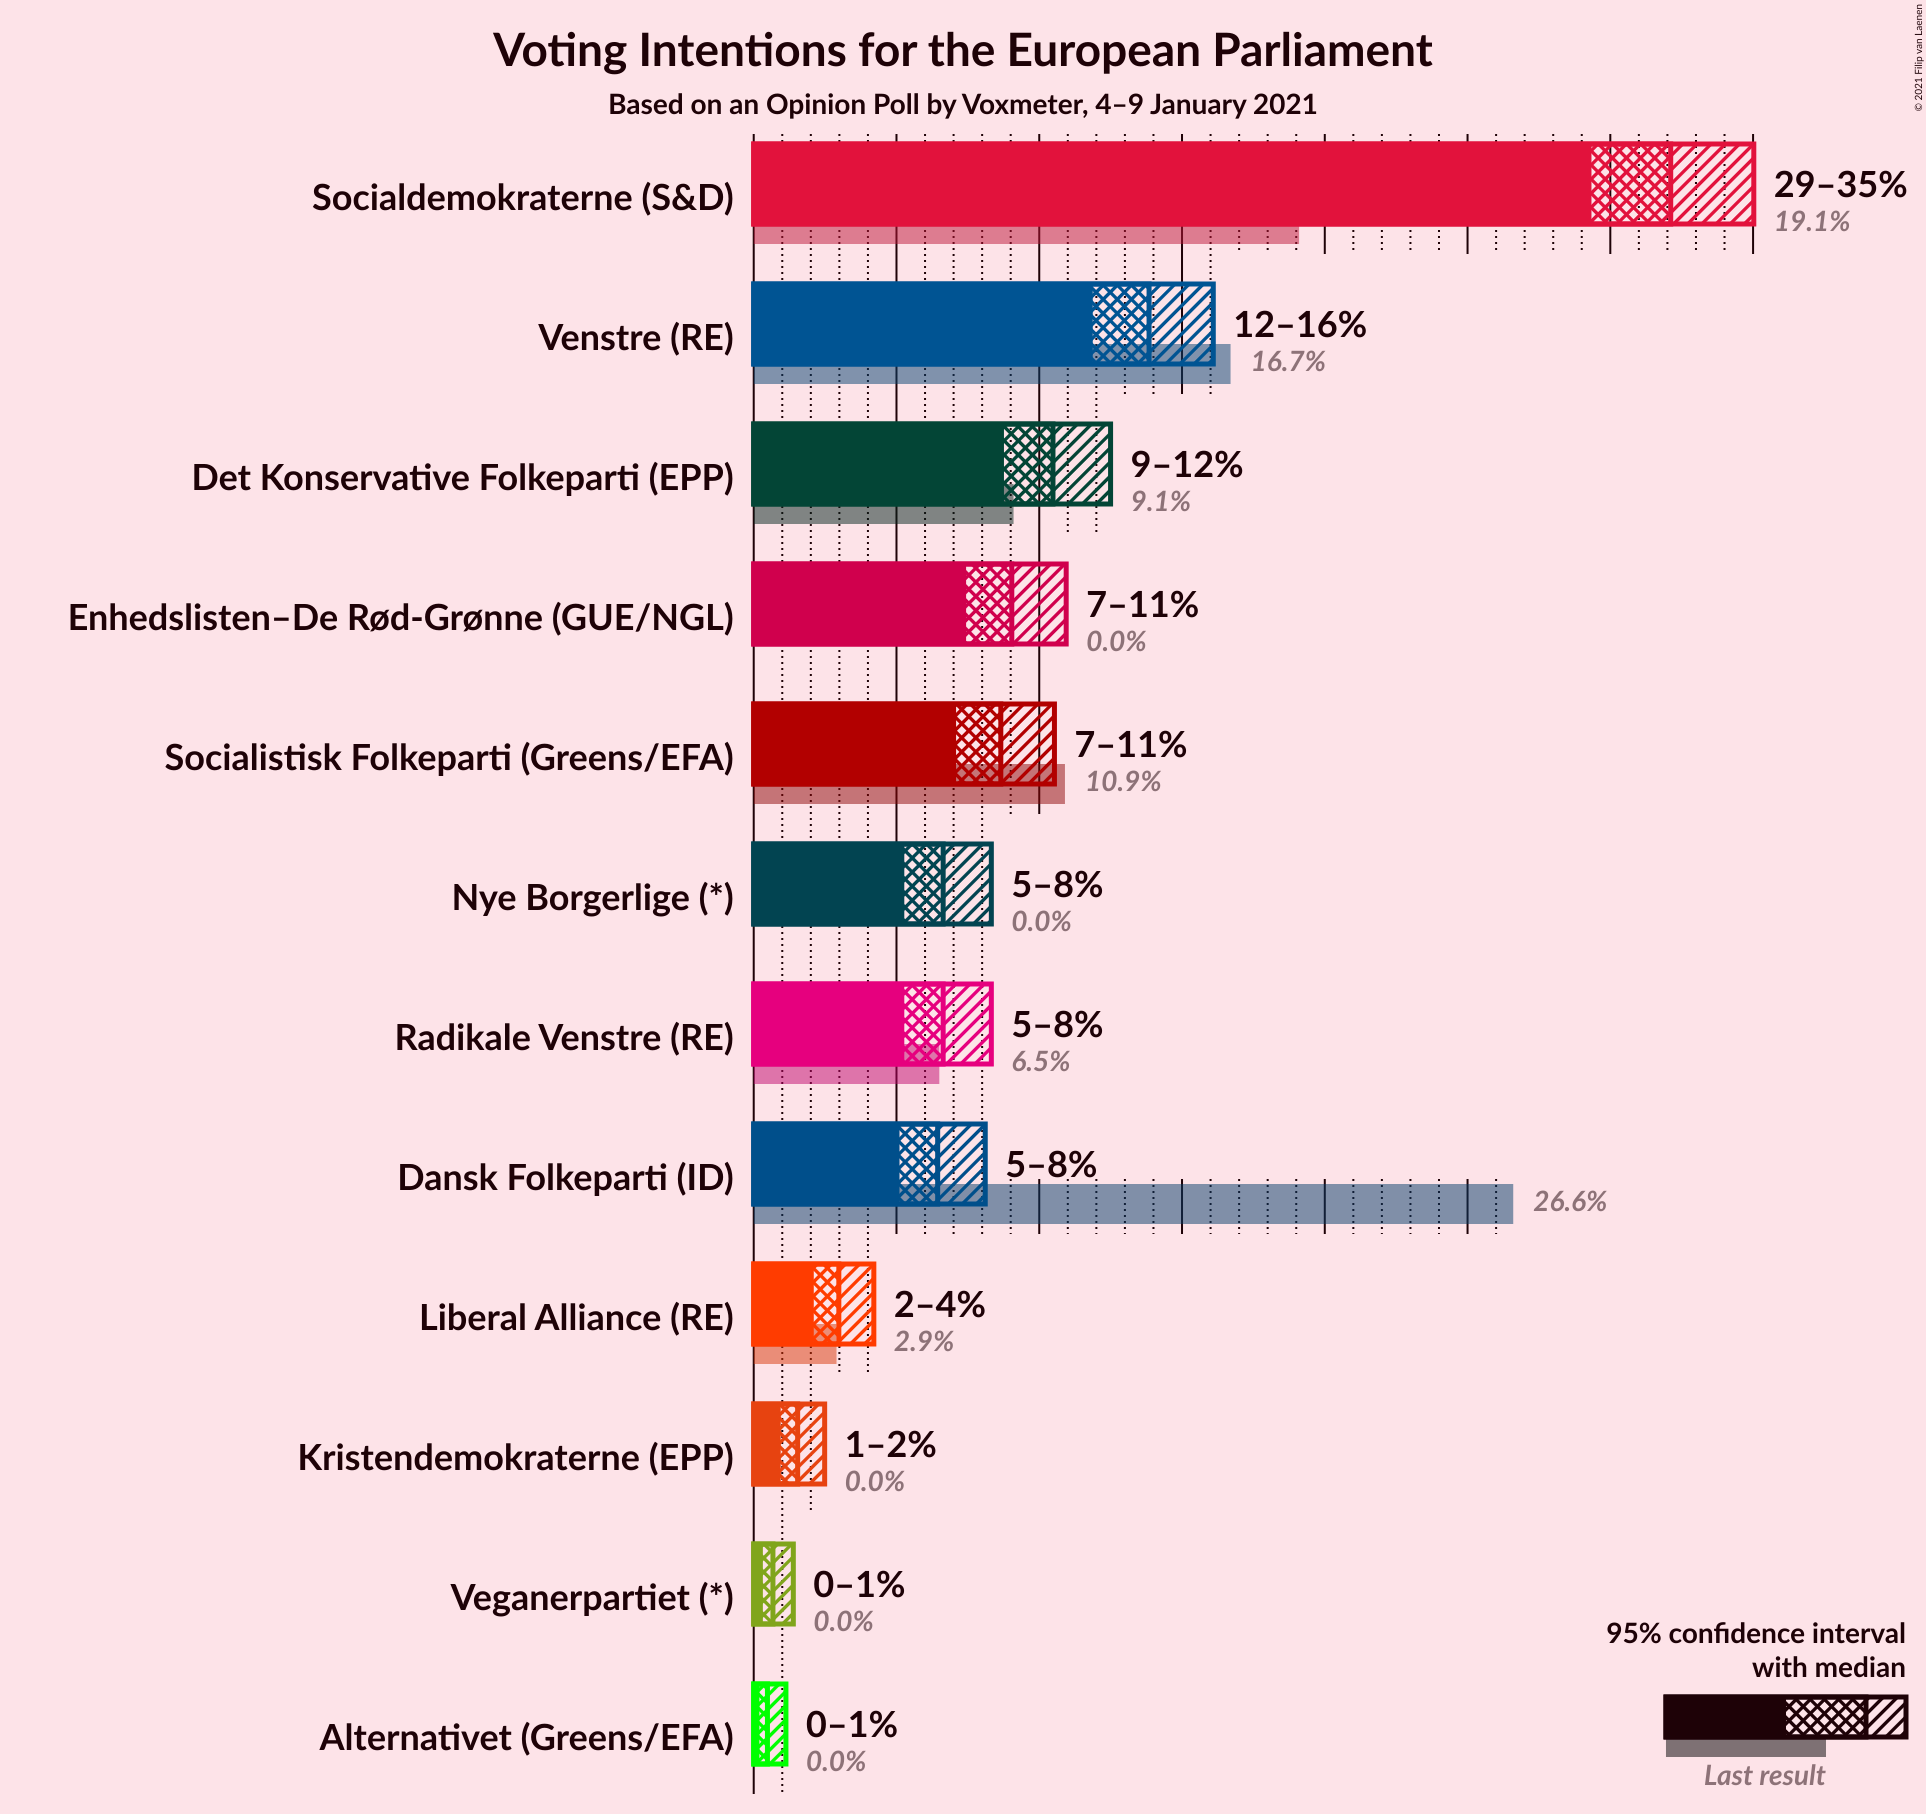 Voting Intentions for the European Parliament
Based on an Opinion Poll by Voxmeter, 4–9 January 2021
© 2021 Filip van Laenen
Socialdemokraterne (S&D)
29–35%
19.1%
Venstre (RE)
12–16%
16.7%
Det Konservative Folkeparti (EPP)
9–12%
9.1%
Enhedslisten–De Rød-Grønne (GUE/NGL)
7–11%
0.0%
Socialistisk Folkeparti (Greens/EFA)
7–11%
10.9%
Nye Borgerlige (*)
5–8%
0.0%
Radikale Venstre (RE)
5–8%
6.5%
Dansk Folkeparti (ID)
5–8%
26.6%
Liberal Alliance (RE)
2–4%
2.9%
Kristendemokraterne (EPP)
1–2%
0.0%
Veganerpartiet (*)
0–1%
0.0%
Alternativet (Greens/EFA)
0–1%
0.0%
95% confidence interval
with median
Last result